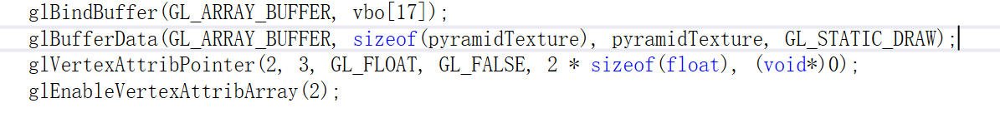 glBindBuffer(GL_ARRAY_BUFFER, vbo[17]);
glBufferData(GL_ARRAY_BUFFER, sizeof(pyramidTexture), pyramidTexture, GL_STATIC_DRAW);
glVertexAttribPointer(2, 3, GL_FLOAT, GL_FALSE, 2 * sizeof(float), (void*)0);
glEnableVertexAttribArray(2);